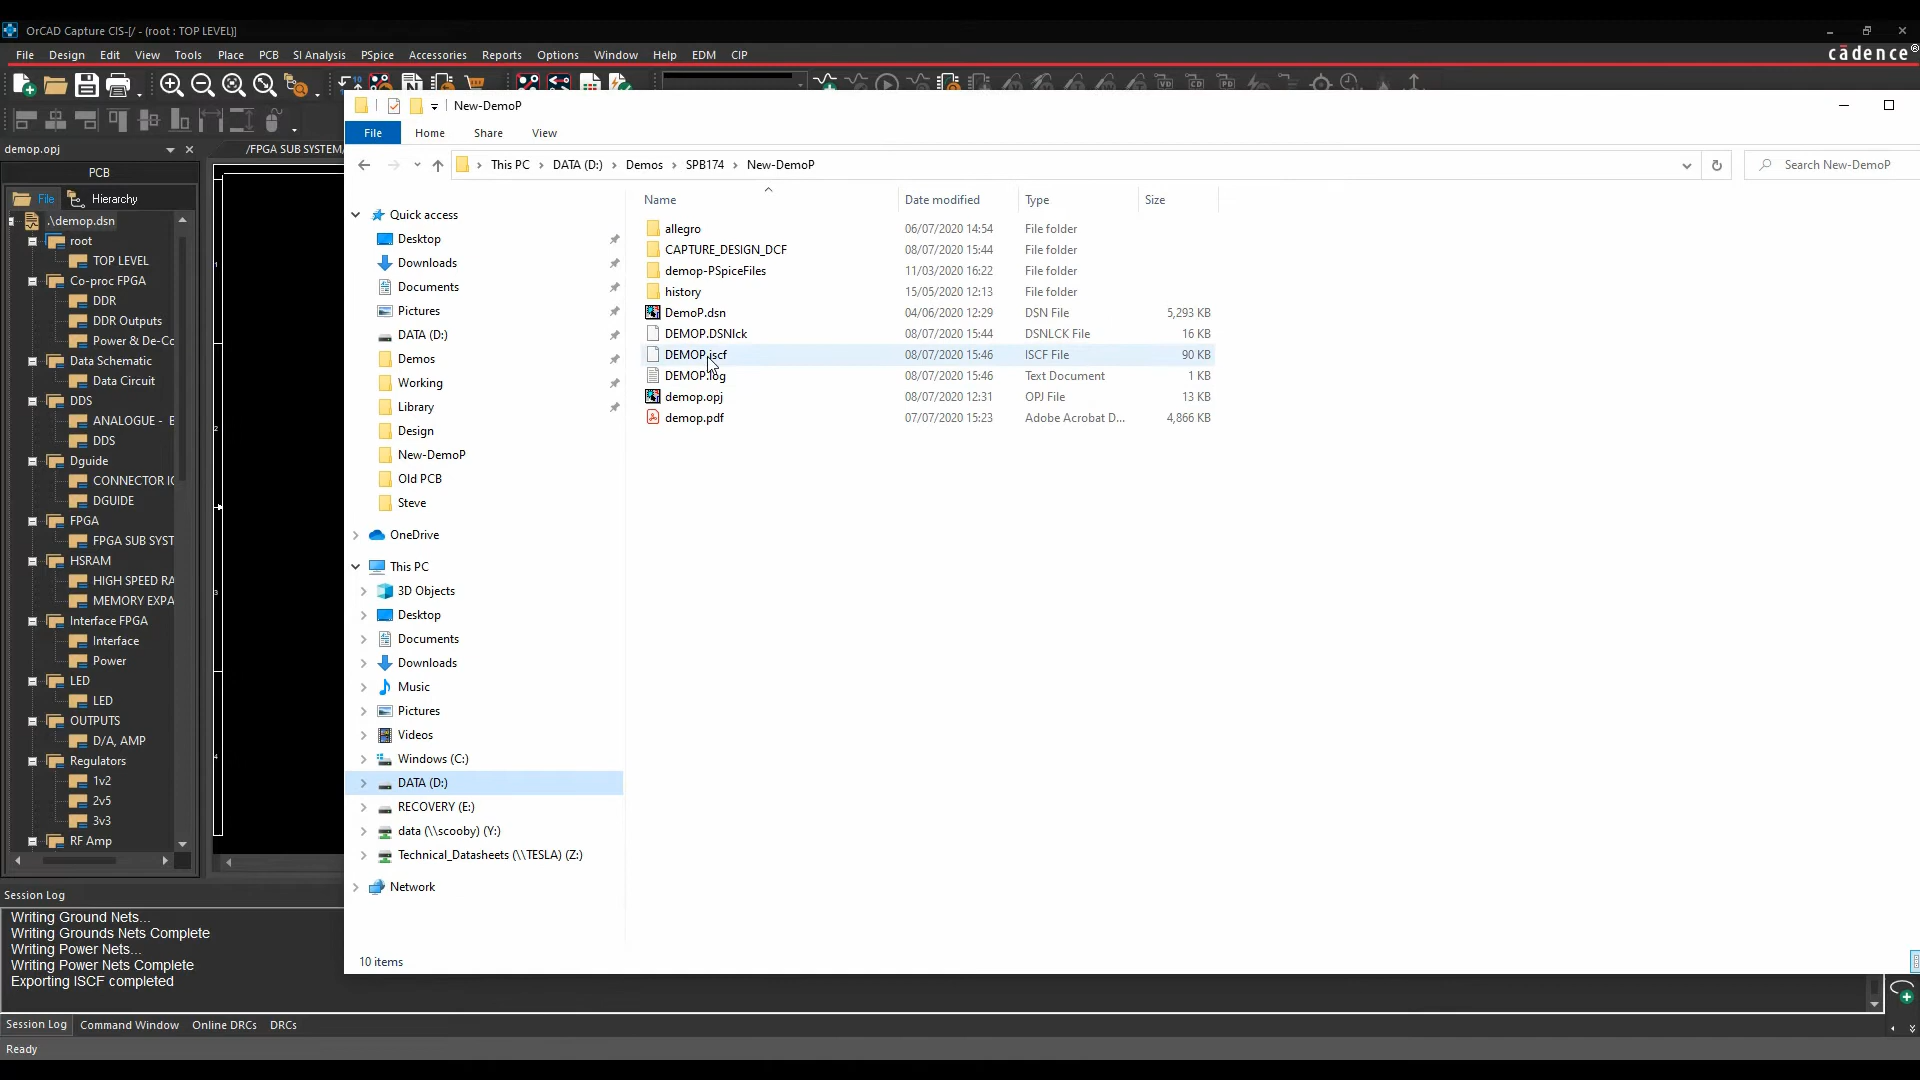 OrCAD Capture CIS-[/ - (root : TOP LEVEL)]
File Design Edit View Tools Place PCB SI Analysis PSpice Accessories Reports Options Window Help EDM CIP
cādence®
New-DemoP
File Home Share View
This PC DATA (D:) Demos SPB174 New-DemoP
Search New-DemoP
demop.opj
/FPGA SUB SYSTEM/
PCB
File Hierarchy
.\demop.dsn
root
TOP LEVEL
Co-proc FPGA
DDR
DDR Outputs
Power & De-Co
Data Schematic
Data Circuit
DDS
ANALOGUE - E
DDS
Dguide
CONNECTOR IC
DGUIDE
FPGA
FPGA SUB SYST
HSRAM
HIGH SPEED RA
MEMORY EXPA
Interface FPGA
Interface
Power
LED
LED
OUTPUTS
D/A, AMP
Regulators
1v2
2v5
3v3
RF Amp
1
2
3
4
Quick access
Desktop
Downloads
Documents
Pictures
DATA (D:)
Demos
Working
Library
Design
New-DemoP
Old PCB
Steve
OneDrive
This PC
3D Objects
Desktop
Documents
Downloads
Music
Pictures
Videos
Windows (C:)
DATA (D:)
RECOVERY (E:)
data (\\scooby) (Y:)
Technical_Datasheets (\\TESLA) (Z:)
Network
Name Date modified Type Size
allegro 06/07/2020 14:54 File folder
CAPTURE_DESIGN_DCF 08/07/2020 15:44 File folder
demop-PSpiceFiles 11/03/2020 16:22 File folder
history 15/05/2020 12:13 File folder
DemoP.dsn 04/06/2020 12:29 DSN File 5,293 KB
DEMOP.DSNlck 08/07/2020 15:44 DSNLCK File 16 KB
DEMOP.iscf 08/07/2020 15:46 ISCF File 90 KB
DEMOP.log 08/07/2020 15:46 Text Document 1 KB
demop.opj 08/07/2020 12:31 OPJ File 13 KB
demop.pdf 07/07/2020 15:23 Adobe Acrobat D... 4,866 KB
10 items
Session Log
Writing Ground Nets...
Writing Grounds Nets Complete
Writing Power Nets...
Writing Power Nets Complete
Exporting ISCF completed
Session Log Command Window Online DRCs DRCs
Ready